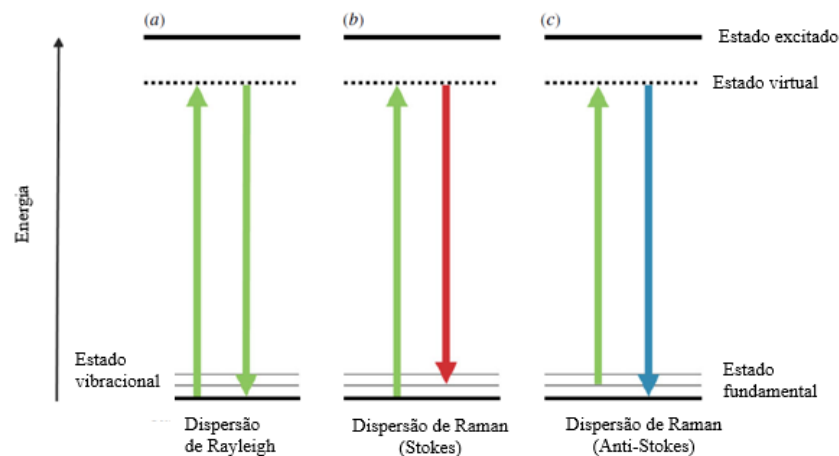 (a)
(b)
(c)
Estado excitado
Estado virtual
Energia
Estado
vibracional
Estado
fundamental
Dispersão
de Rayleigh
Dispersão de Raman
(Stokes)
Dispersão de Raman
(Anti-Stokes)